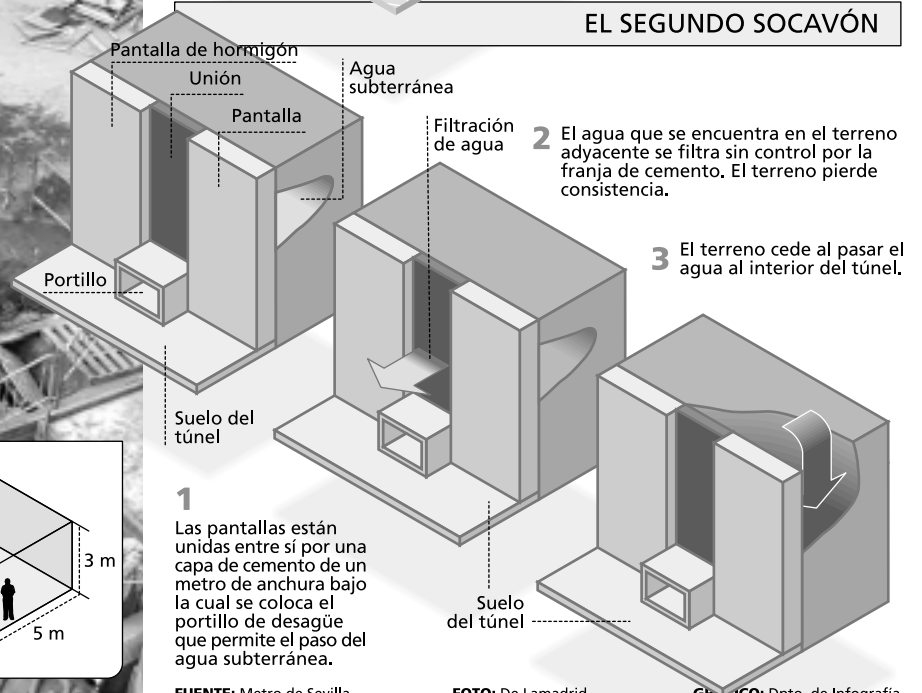 EL SEGUNDO SOCAVÓN
Pantalla de hormigón
Unión
Pantalla
Agua
subterránea
Filtración
de agua
Portillo
Suelo del
túnel
1
Las pantallas están
unidas entre sí por una
capa de cemento de un
metro de anchura bajo
la cual se coloca el
portillo de desagüe
que permite el paso del
agua subterránea.
2
El agua que se encuentra en el terreno
adyacente se filtra sin control por la
franja de cemento. El terreno pierde
consistencia.
3
El terreno cede al pasar el
agua al interior del túnel.
Suelo
del túnel
3 m
5 m
FUENTE: Metro de Sevilla
FOTO: De Lamadrid
GRÁFICO: Dpto. de Infografía